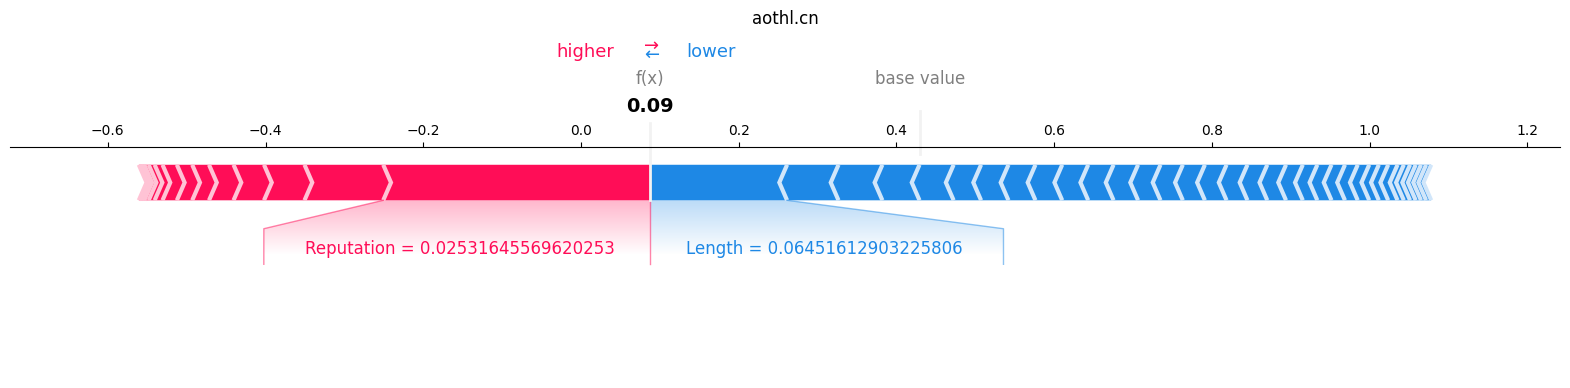 aothl.cn
higher → ← lower
f(x) base value
0.09
−0.6 −0.4 −0.2 0.0 0.2 0.4 0.6 0.8 1.0 1.2
Reputation = 0.02531645569620253 Length = 0.06451612903225806